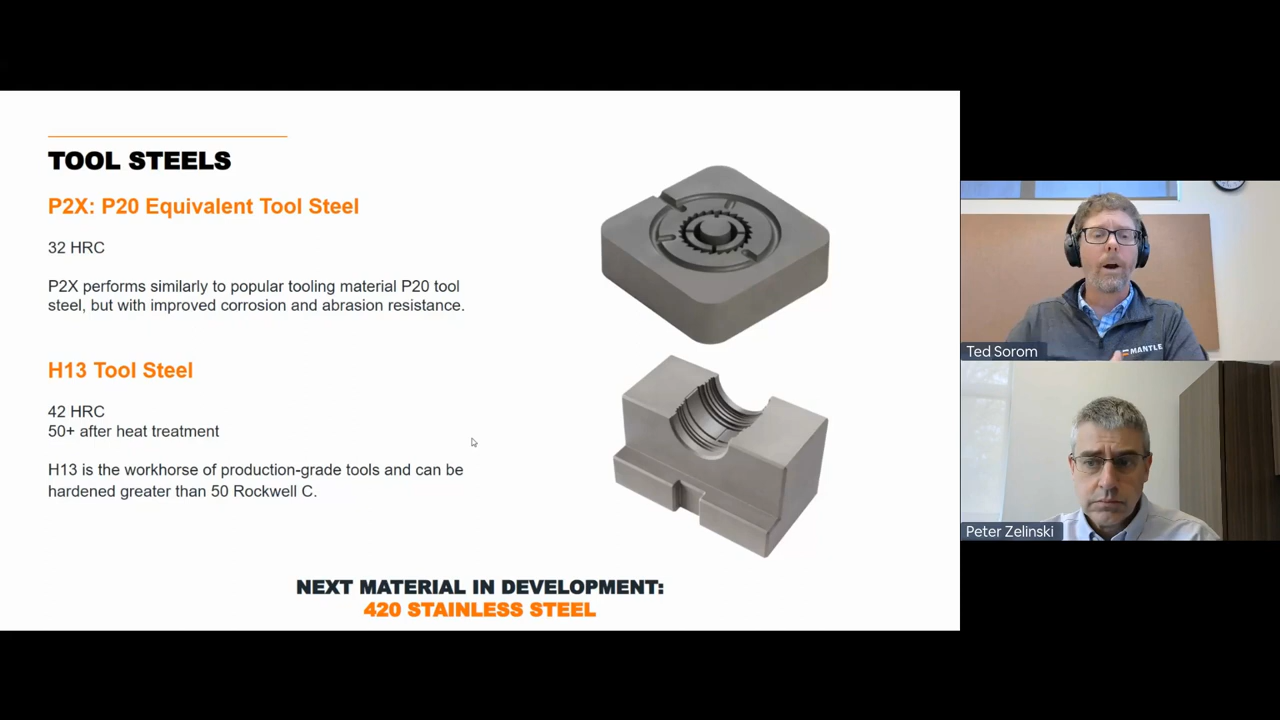 TOOL STEELS
P2X: P20 Equivalent Tool Steel
32 HRC
P2X performs similarly to popular tooling material P20 tool
steel, but with improved corrosion and abrasion resistance.
H13 Tool Steel
42 HRC
50+ after heat treatment
H13 is the workhorse of production-grade tools and can be
hardened greater than 50 Rockwell C.
NEXT MATERIAL IN DEVELOPMENT:
420 STAINLESS STEEL
MANTLE
Ted Sorom
Peter Zelinski